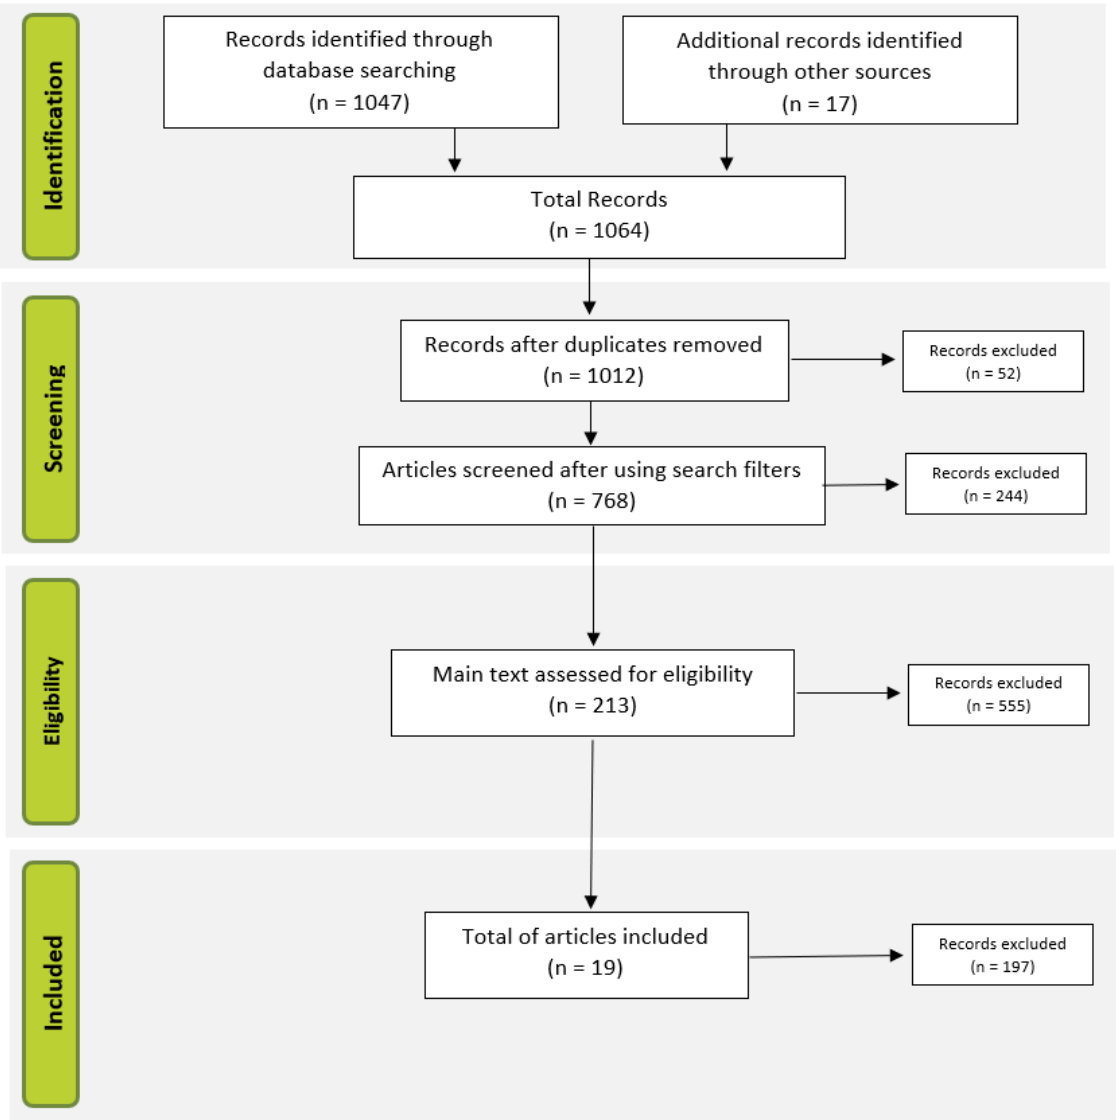 Identification
Records identified through
database searching
(n = 1047)
Additional records identified
through other sources
(n = 17)
Total Records
(n = 1064)
Screening
Records after duplicates removed
(n = 1012)
Records excluded
(n = 52)
Articles screened after using search filters
(n = 768)
Records excluded
(n = 244)
Eligibility
Main text assessed for eligibility
(n = 213)
Records excluded
(n = 555)
Included
Total of articles included
(n = 19)
Records excluded
(n = 197)